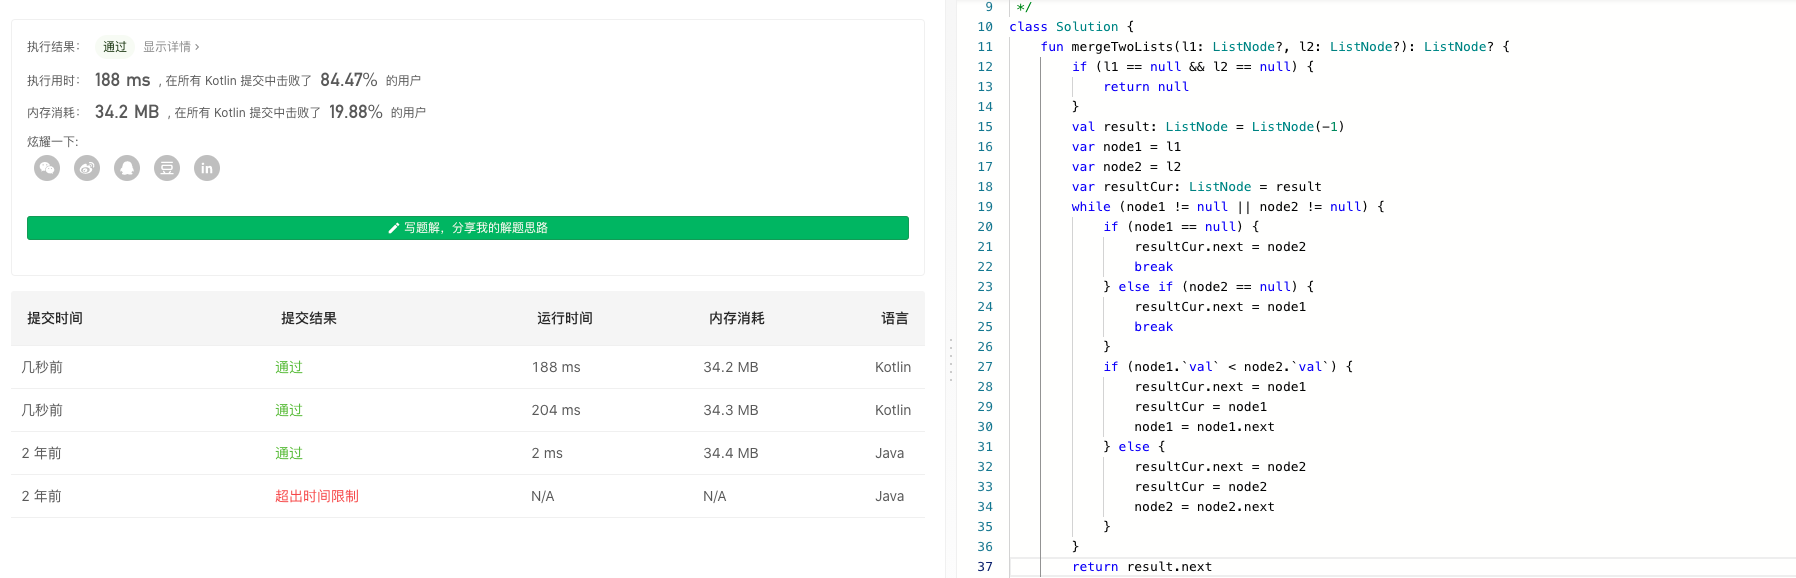 执行结果： 通过 显示详情 ›
执行用时： 188 ms , 在所有 Kotlin 提交中击败了 84.47% 的用户
内存消耗： 34.2 MB , 在所有 Kotlin 提交中击败了 19.88% 的用户
炫耀一下:
豆 in
写题解，分享我的解题思路
提交时间 提交结果 运行时间 内存消耗 语言
几秒前 通过 188 ms 34.2 MB Kotlin
几秒前 通过 204 ms 34.3 MB Kotlin
2 年前 通过 2 ms 34.4 MB Java
2 年前 超出时间限制 N/A N/A Java
9 */
10 class Solution {
11 fun mergeTwoLists(l1: ListNode?, l2: ListNode?): ListNode? {
12 if (l1 == null && l2 == null) {
13 return null
14 }
15 val result: ListNode = ListNode(-1)
16 var node1 = l1
17 var node2 = l2
18 var resultCur: ListNode = result
19 while (node1 != null || node2 != null) {
20 if (node1 == null) {
21 resultCur.next = node2
22 break
23 } else if (node2 == null) {
24 resultCur.next = node1
25 break
26 }
27 if (node1.`val` < node2.`val`) {
28 resultCur.next = node1
29 resultCur = node1
30 node1 = node1.next
31 } else {
32 resultCur.next = node2
33 resultCur = node2
34 node2 = node2.next
35 }
36 }
37 return result.next